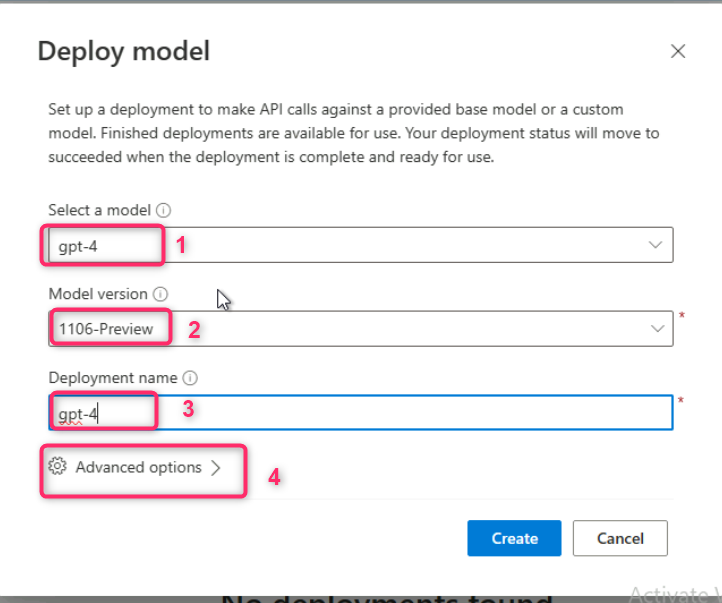 Deploy model
Set up a deployment to make API calls against a provided base model or a custom
model. Finished deployments are available for use. Your deployment status will move to
succeeded when the deployment is complete and ready for use.
Select a model
gpt-4
1
Model version
1106-Preview
2
*
Deployment name
gpt-4
3
*
Advanced options
4
Create
Cancel
Activate
No deployments found